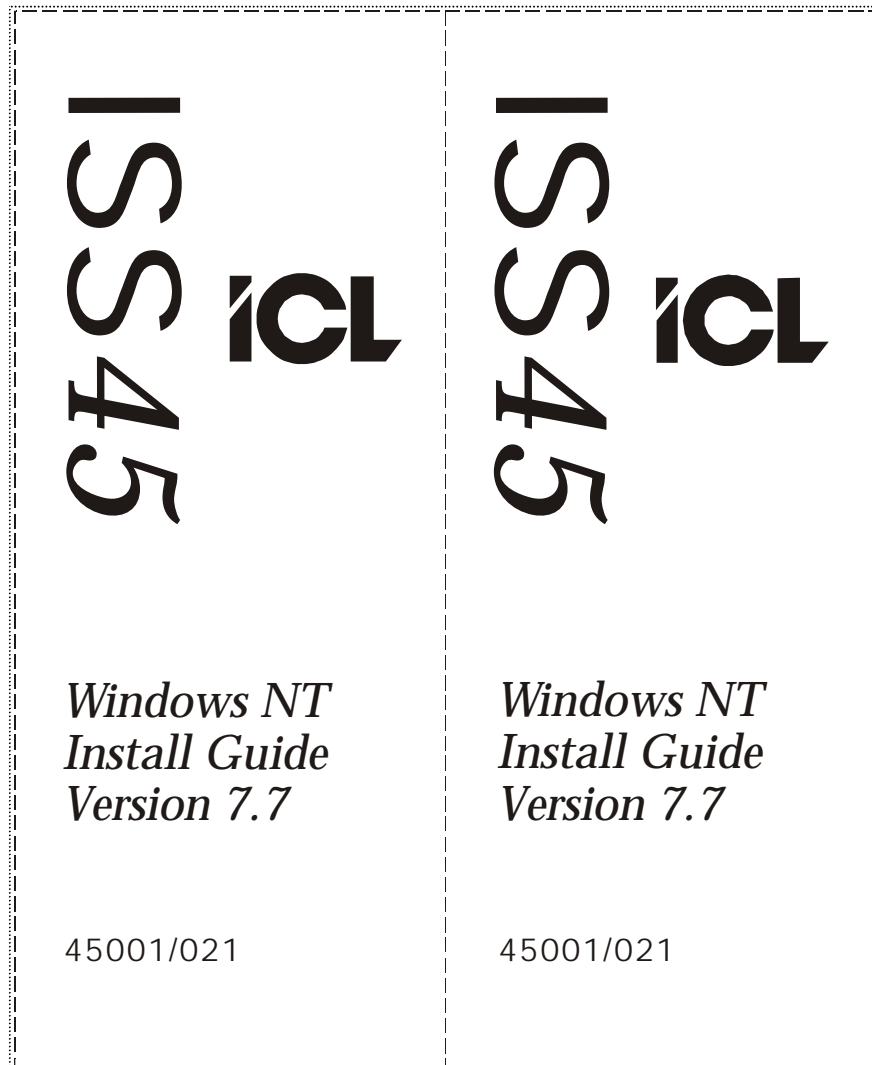 ISS45
ICL
Windows NT
Install Guide
Version 7.7
45001/021
ISS45
ICL
Windows NT
Install Guide
Version 7.7
45001/021